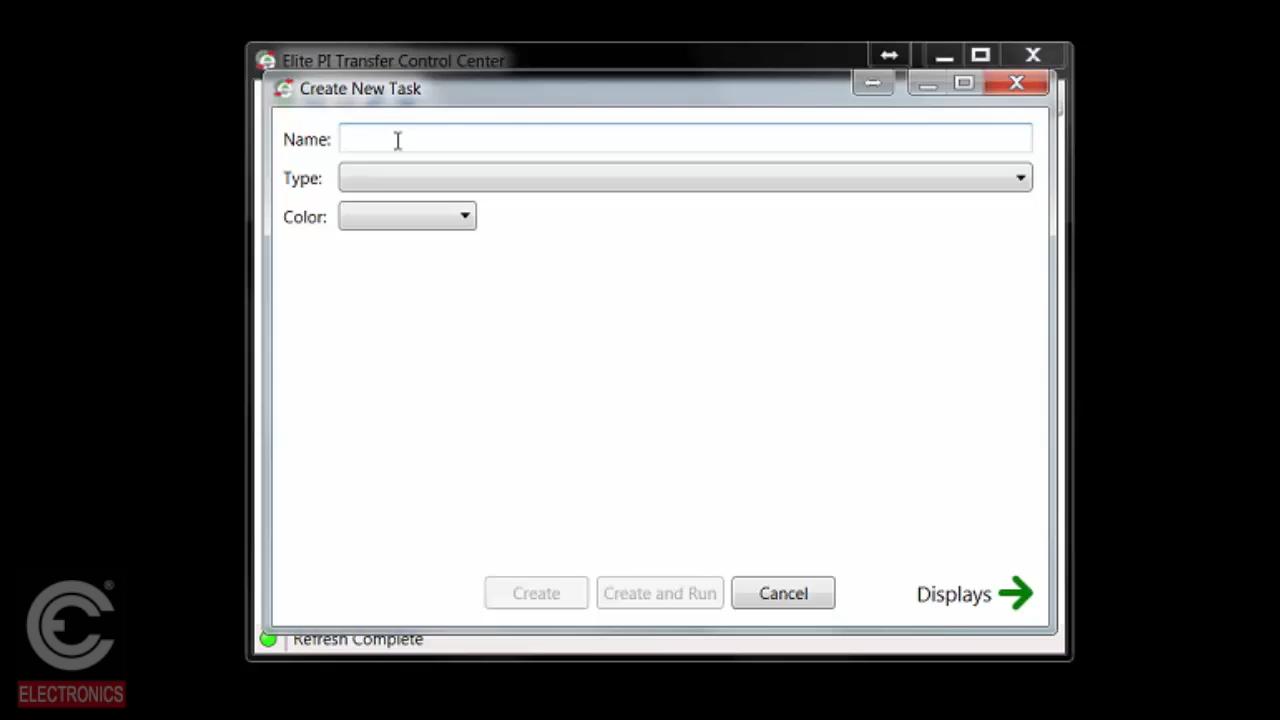 Elite PI Transfer Control Center
Create New Task
Name:
Type:
Color:
Create
Create and Run
Cancel
Displays
Refresh Complete
CE
®
ELECTRONICS